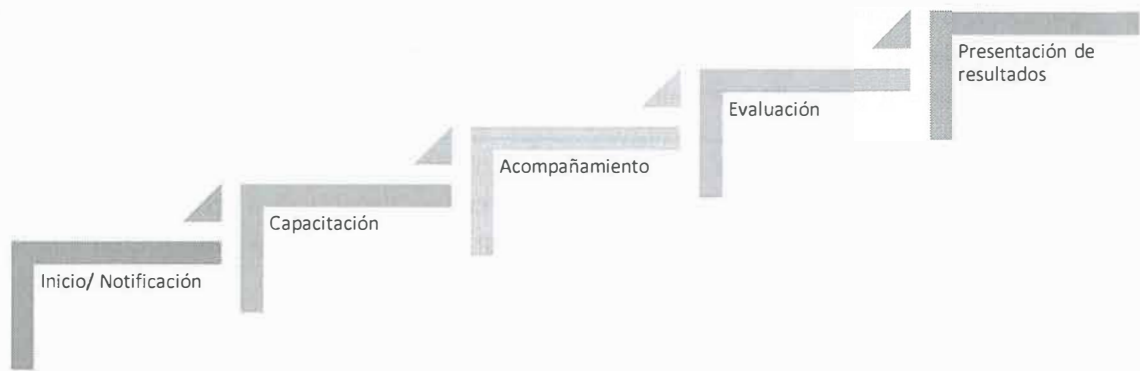 Inicio/ Notificación
Capacitación
Acompañamiento
Evaluación
Presentación de
resultados